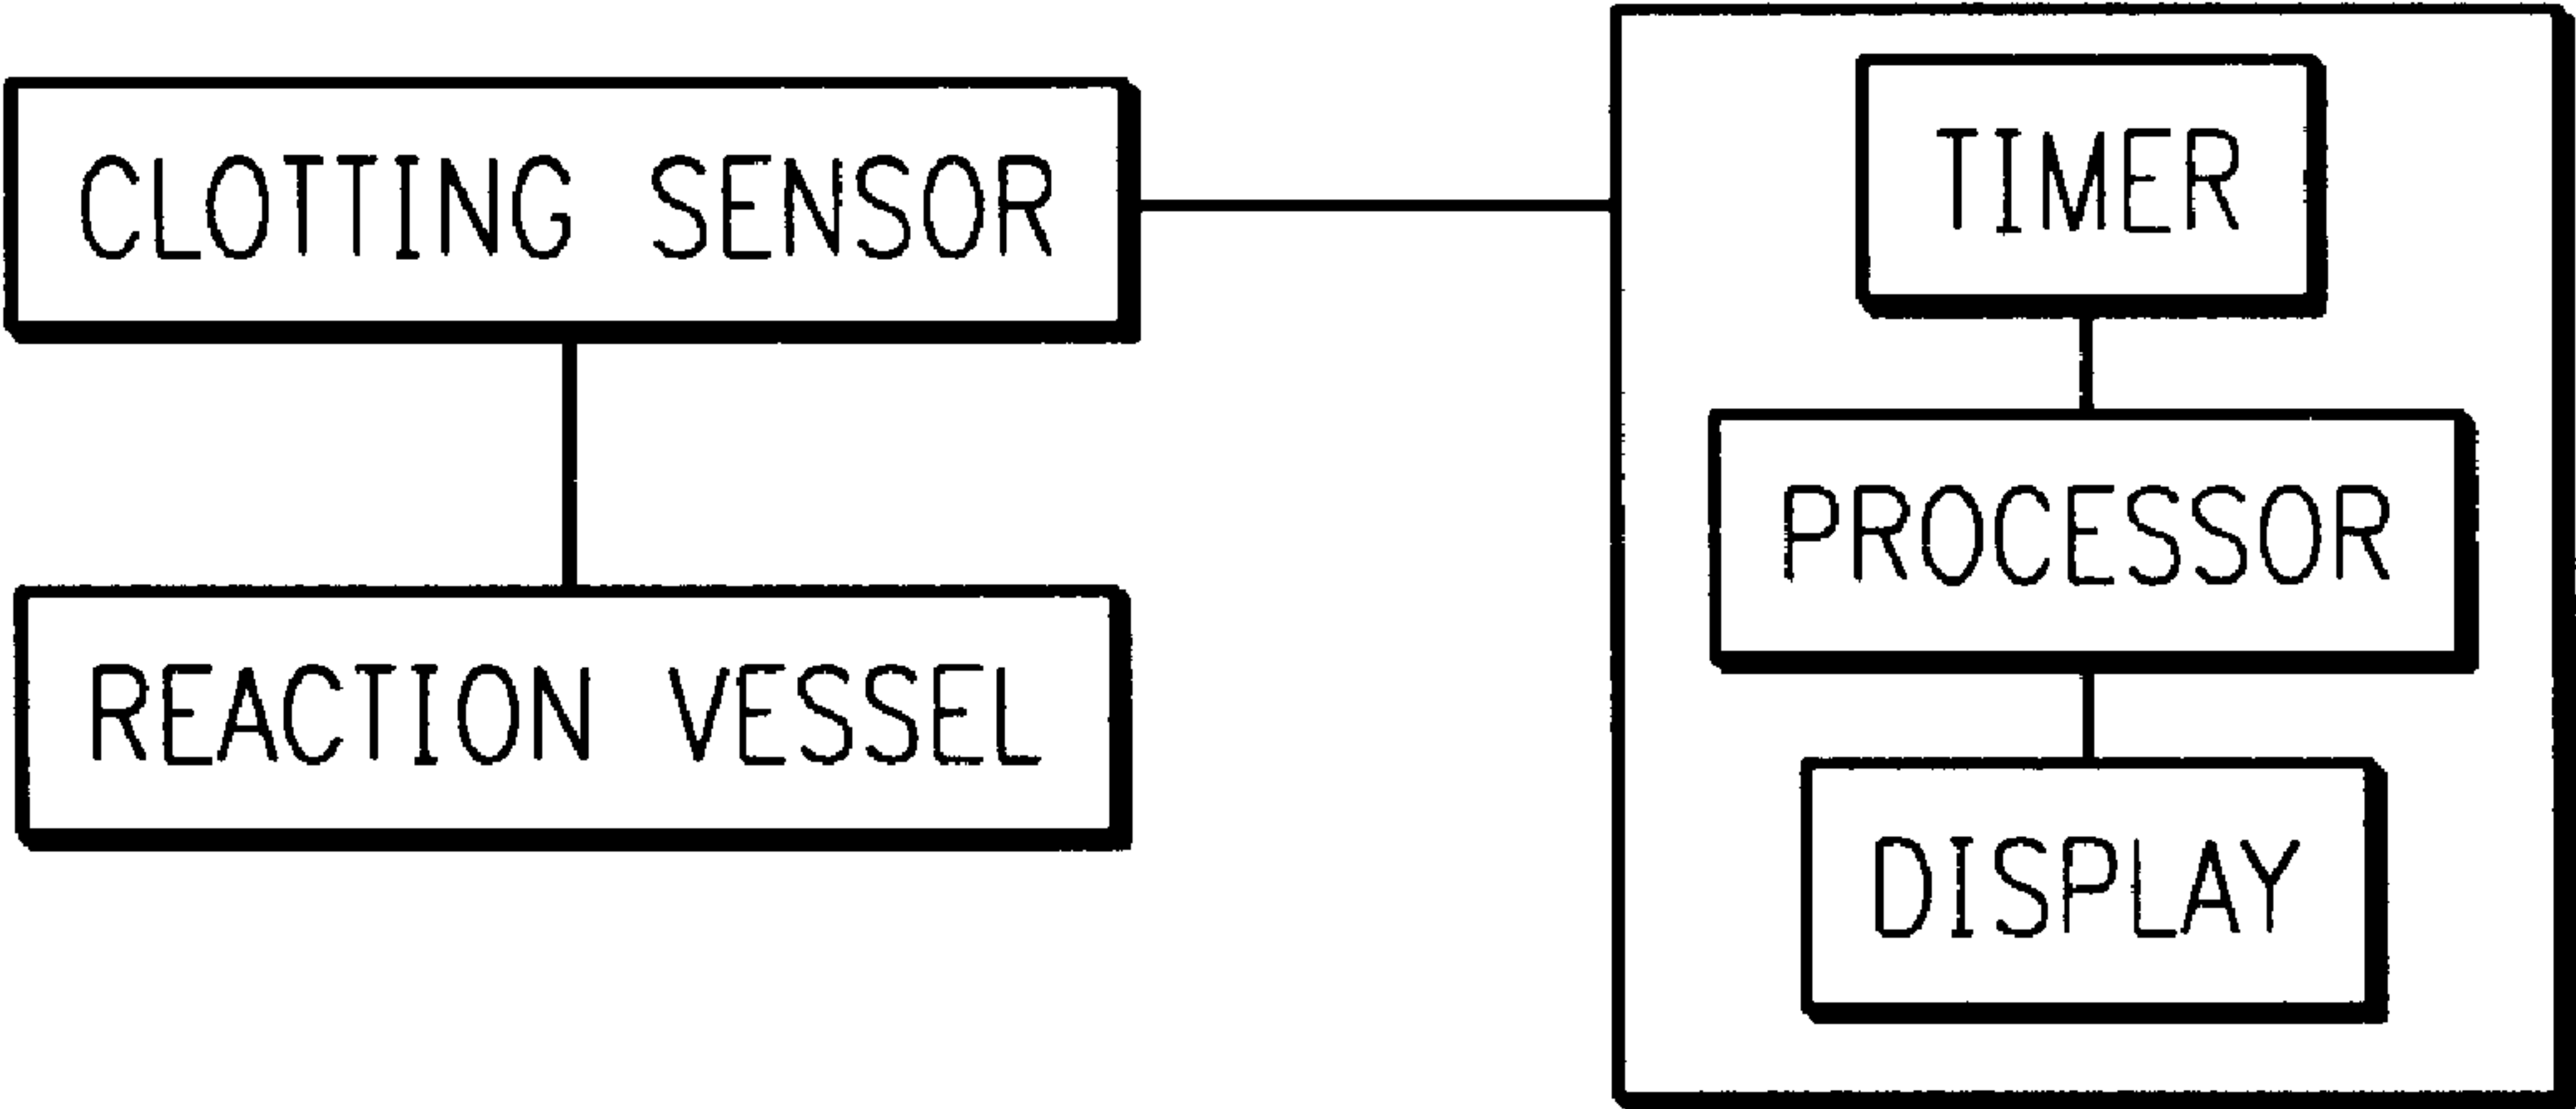 CLOTTING SENSOR
REACTION VESSEL
TIMER
PROCESSOR
DISPLAY